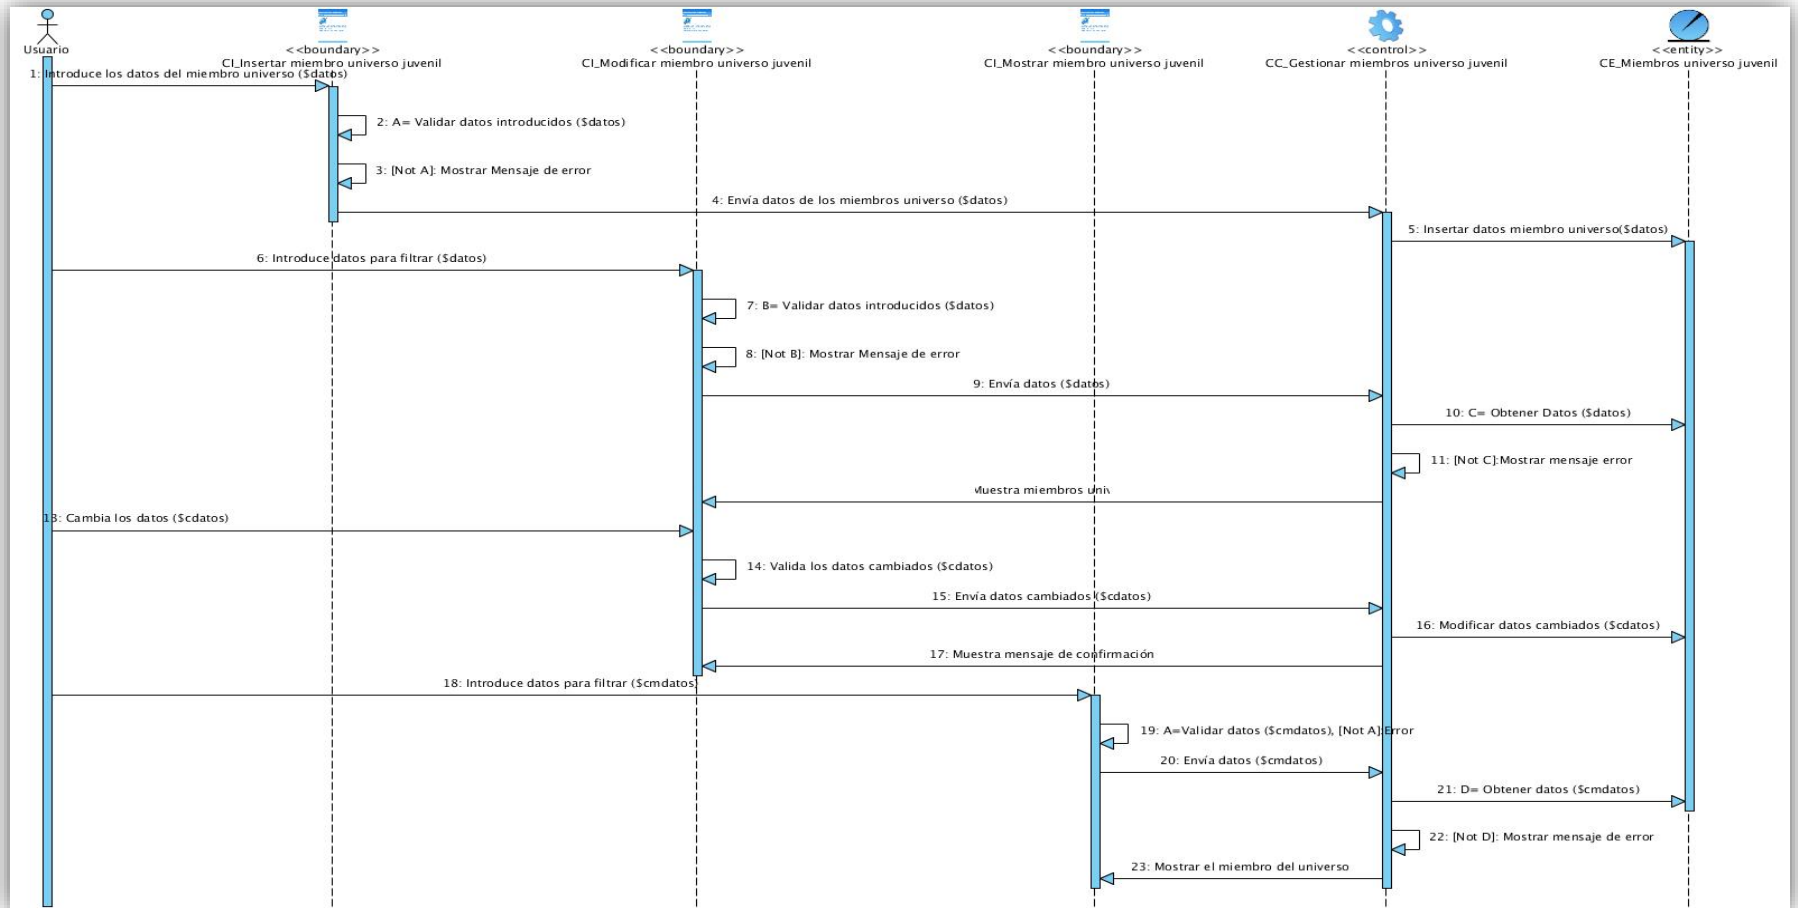 Usuario
<<boundary>>
CI_Insertar miembro universo juvenil
<<boundary>>
CI_Modificar miembro universo juvenil
<<boundary>>
CI_Mostrar miembro universo juvenil
<<control>>
CC_Gestionar miembros universo juvenil
<<entity>>
CE_Miembros universo juvenil
1: Introduce los datos del miembro universo ($datos)
2: A= Validar datos introducidos ($datos)
3: [Not A]: Mostrar Mensaje de error
4: Envía datos de los miembros universo ($datos)
5: Insertar datos miembro universo($datos)
6: Introduce datos para filtrar ($datos)
7: B= Validar datos introducidos ($datos)
8: [Not B]: Mostrar Mensaje de error
9: Envía datos ($datos)
10: C= Obtener Datos ($datos)
11: [Not C]:Mostrar mensaje error
Muestra miembros univ
13: Cambia los datos ($cdatos)
14: Valida los datos cambiados ($cdatos)
15: Envía datos cambiados ($cdatos)
16: Modificar datos cambiados ($cdatos)
17: Muestra mensaje de confirmación
18: Introduce datos para filtrar ($cmdatos)
19: A=Validar datos ($cmdatos), [Not A]:Error
20: Envía datos ($cmdatos)
21: D= Obtener datos ($cmdatos)
22: [Not D]: Mostrar mensaje de error
23: Mostrar el miembro del universo